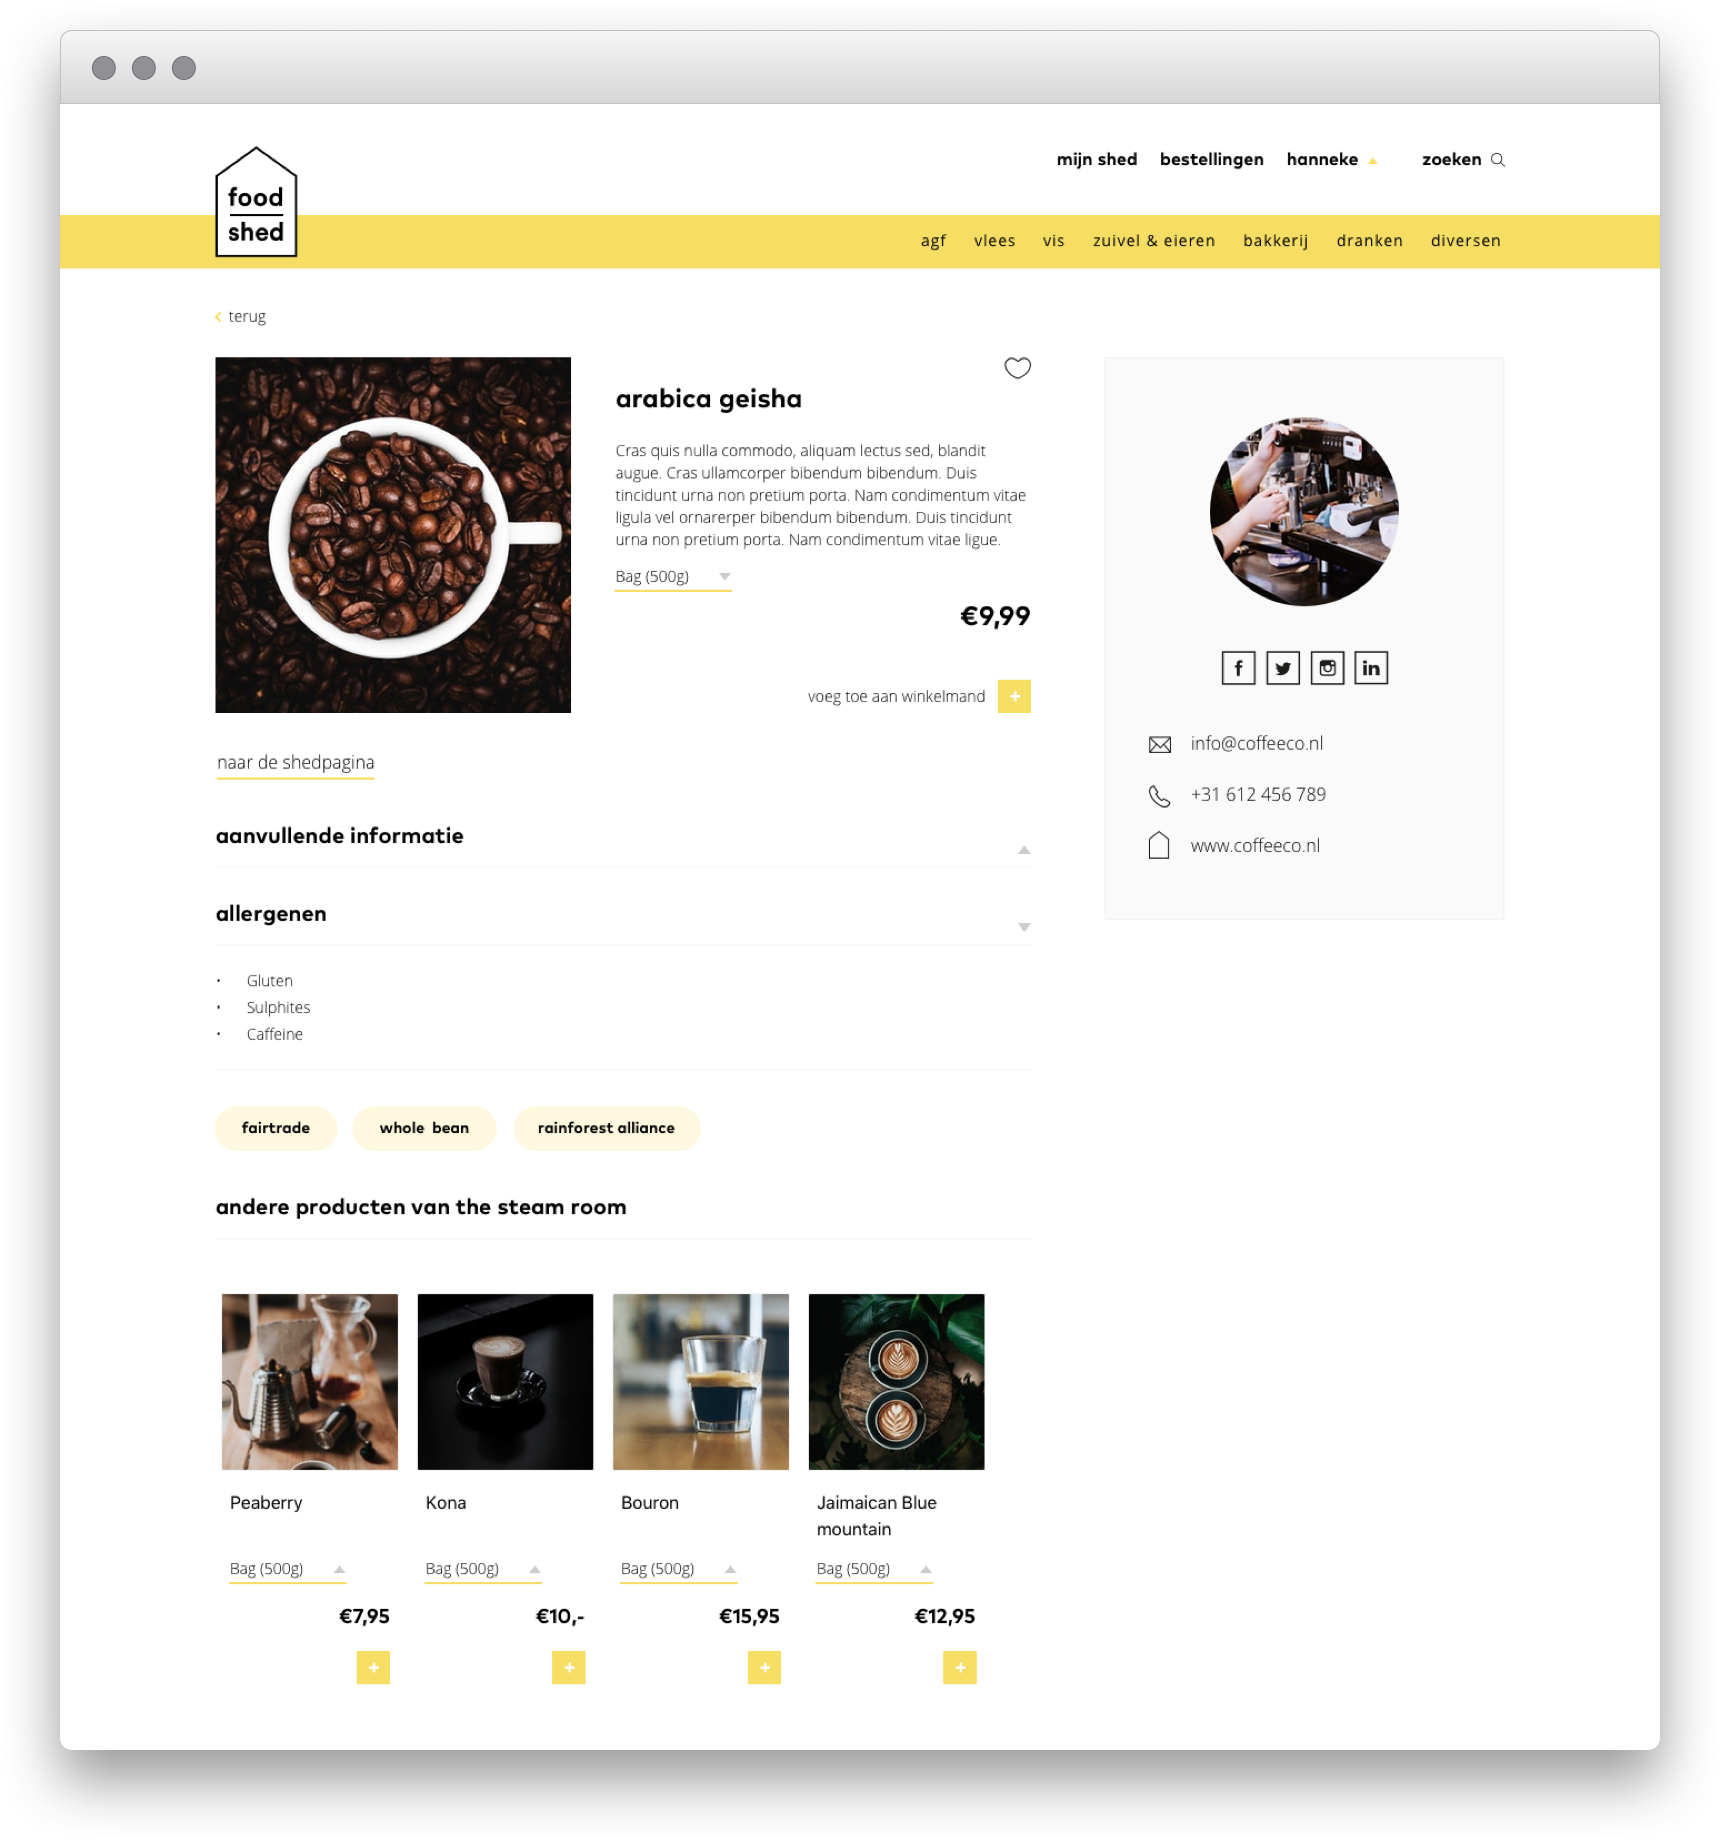 food
shed
mijn shed bestellingen hanneke zoeken
agf vlees vis zuivel & eieren bakkerij dranken diversen
terug
arabica geisha
Cras quis nulla commodo, aliquam lectus sed, blandit
augue. Cras ullamcorper bibendum bibendum. Duis
tincidunt urna non pretium porta. Nam condimentum vitae
ligula vel ornarerper bibendum bibendum. Duis tincidunt
urna non pretium porta. Nam condimentum vitae ligue.
Bag (500g)
€9,99
voeg toe aan winkelmand +
naar de shedpagina
f in
info@coffeeco.nl
+31 612 456 789
www.coffeeco.nl
aanvullende informatie
allergenen
• Gluten
• Sulphites
• Caffeine
fairtrade whole bean rainforest alliance
andere producten van the steam room
Peaberry Kona Bouron Jaimaican Blue
mountain
Bag (500g) Bag (500g) Bag (500g) Bag (500g)
€7,95 €10,- €15,95 €12,95
+ + + +